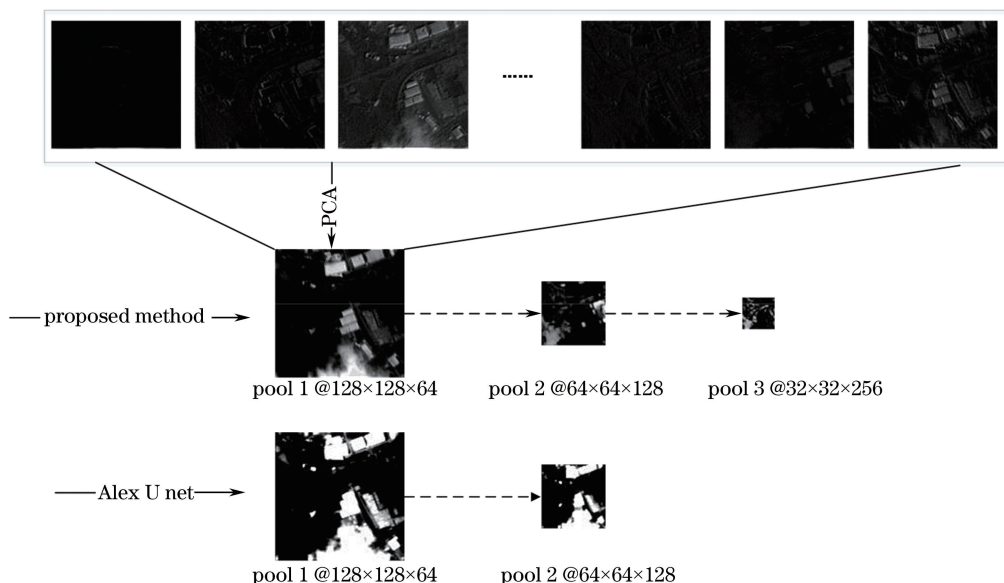 ......
PCA
proposed method
pool 1 @128×128×64
pool 2 @64×64×128
pool 3 @32×32×256
Alex U net
pool 1 @128×128×64
pool 2 @64×64×128